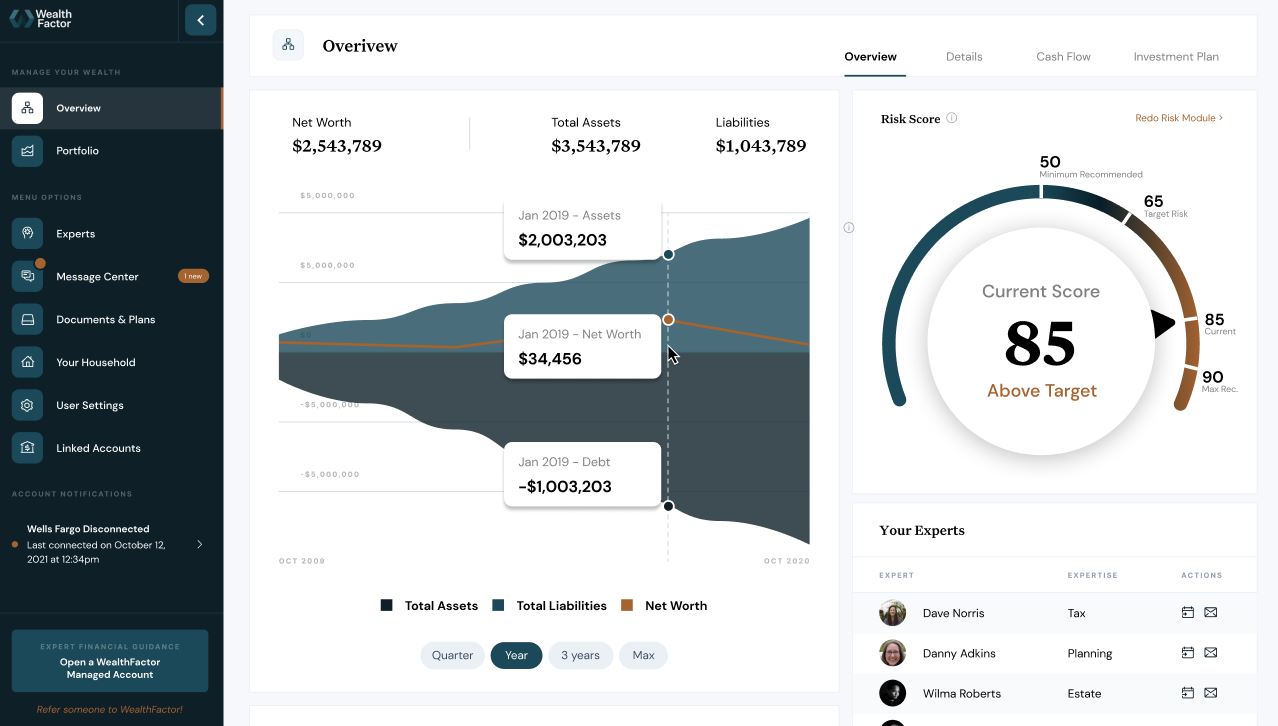 Wealth
Factor
MANAGE YOUR WEALTH
Overview
Portfolio
MENU OPTIONS
Experts
Message Center
1 new
Documents & Plans
Your Household
User Settings
Linked Accounts
ACCOUNT NOTIFICATIONS
Wells Fargo Disconnected
Last connected on October 12,
2021 at 12:34pm
EXPERT FINANCIAL GUIDANCE
Open a WealthFactor
Managed Account
Refer someone to WealthFactor!
Overivew
Overview
Details
Cash Flow
Investment Plan
Net Worth
$2,543,789
Total Assets
$3,543,789
Liabilities
$1,043,789
$5,000,000
Jan 2019 - Assets
$2,003,203
$5,000,000
$0
Jan 2019 - Net Worth
$34,456
-$5,000,000
Jan 2019 - Debt
-$1,003,203
-$5,000,000
OCT 2009
OCT 2020
Total Assets
Total Liabilities
Net Worth
Quarter
Year
3 years
Max
Risk Score
Redo Risk Module >
50
Minimum Recommended
65
Target Risk
Current Score
85
Above Target
85
Current
90
Max Rec.
Your Experts
EXPERT
EXPERTISE
ACTIONS
Dave Norris
Tax
Danny Adkins
Planning
Wilma Roberts
Estate